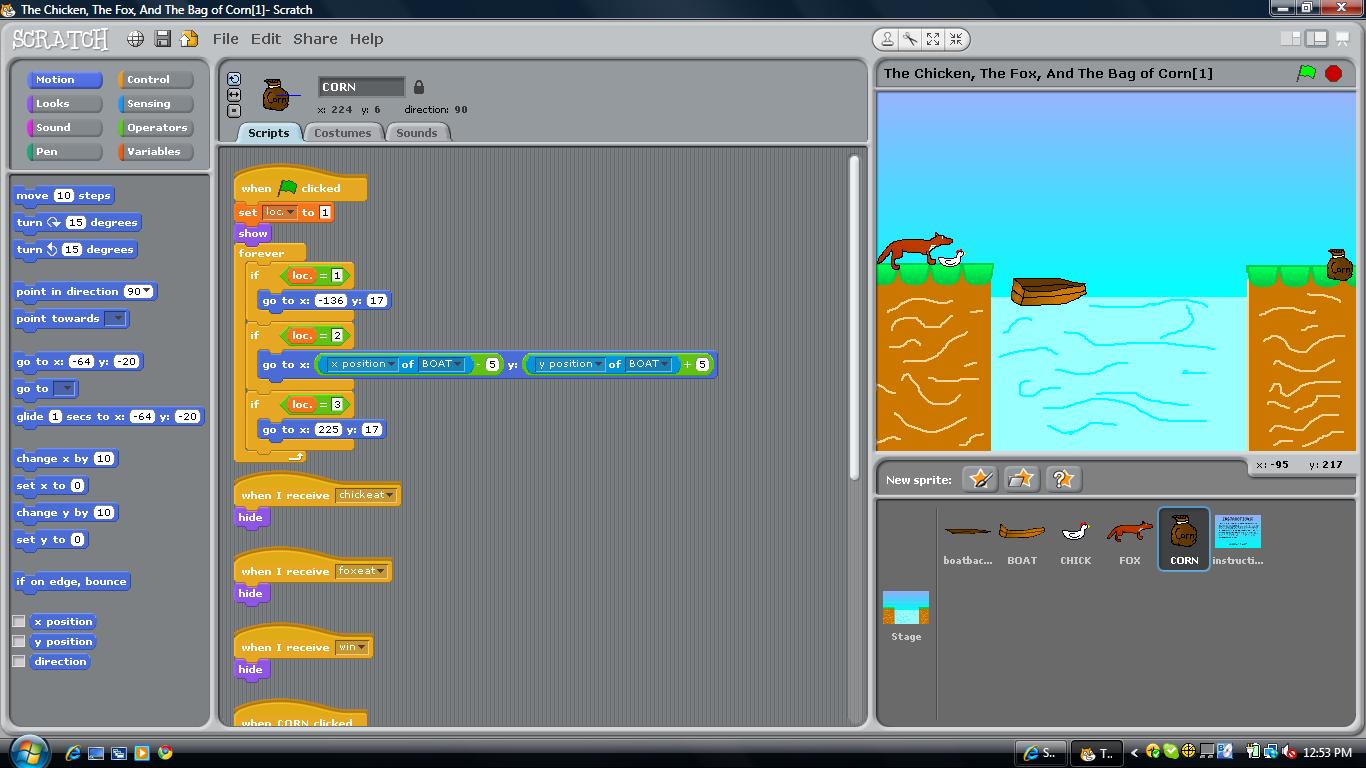 The Chicken, The Fox, And The Bag of Corn[1]- Scratch
SCRATCH File Edit Share Help
Motion Control
Looks Sensing
Sound Operators
Pen Variables
move 10 steps
turn 15 degrees
turn 15 degrees
point in direction 90
point towards
go to x: -64 y: -20
go to
glide 1 secs to x: -64 y: -20
change x by 10
set x to 0
change y by 10
set y to 0
if on edge, bounce
x position
y position
direction
CORN
x: 224 y: 6 direction: 90
Scripts Costumes Sounds
when clicked
set loc. to 1
show
forever
if loc. = 1
go to x: -136 y: 17
if loc. = 2
go to x: x position of BOAT - 5 y: y position of BOAT + 5
if loc. = 3
go to x: 225 y: 17
when I receive chickeat
hide
when I receive foxeat
hide
when I receive win
hide
when CORN clicked
The Chicken, The Fox, And The Bag of Corn[1]
Corn
x: -95 y: 217
New sprite:
Corn
boatbac... BOAT CHICK FOX CORN instructi...
Stage
S.. T.. 12:53 PM